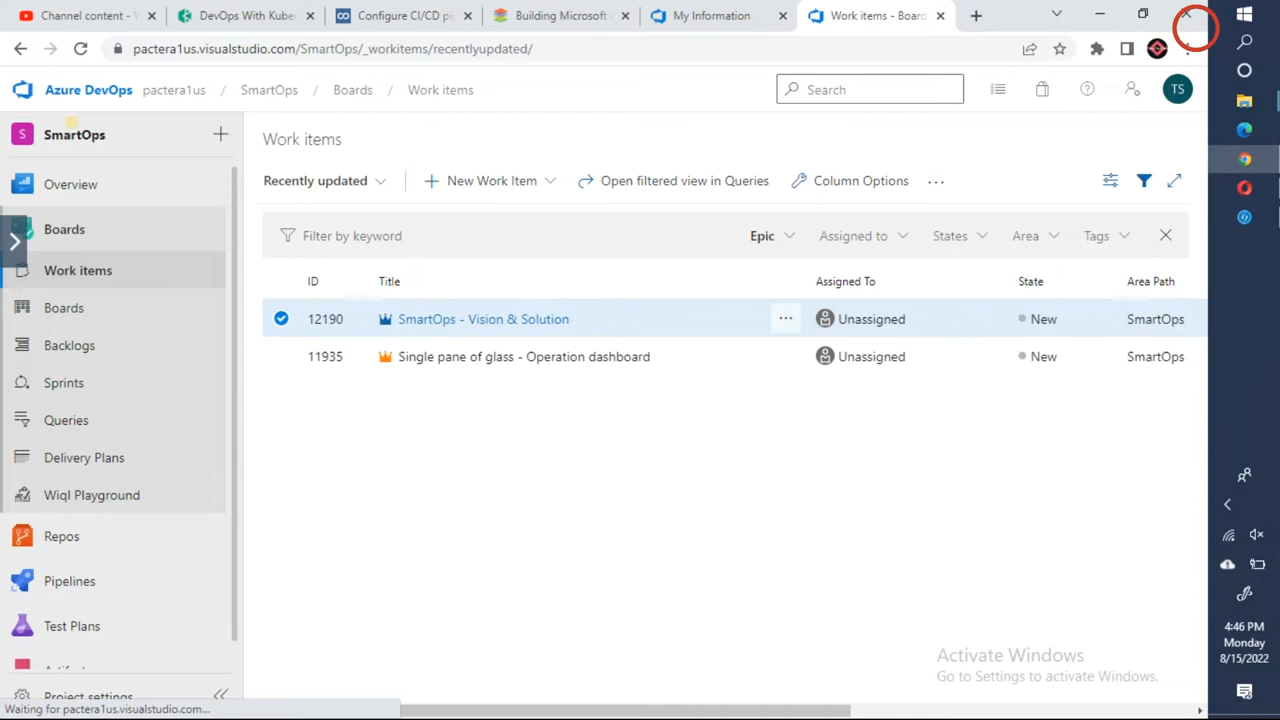 Channel content - Y
DevOps With Kube
Configure CI/CD pi
Building Microsoft
My Information
Work items - Board
pactera1us.visualstudio.com/SmartOps/_workitems/recentlyupdated/
Azure DevOps pactera1us / SmartOps / Boards / Work items
Search
TS
S SmartOps
Overview
Boards
Work items
Boards
Backlogs
Sprints
Queries
Delivery Plans
Wiql Playground
Repos
Pipelines
Test Plans
Project settings
Waiting for pactera1us.visualstudio.com...
Work items
Recently updated New Work Item Open filtered view in Queries Column Options
Filter by keyword Epic Assigned to States Area Tags
ID Title Assigned To State Area Path
12190 SmartOps - Vision & Solution Unassigned New SmartOps
11935 Single pane of glass - Operation dashboard Unassigned New SmartOps
Activate Windows
Go to Settings to activate Windows.
4:46 PM
Monday
8/15/2022